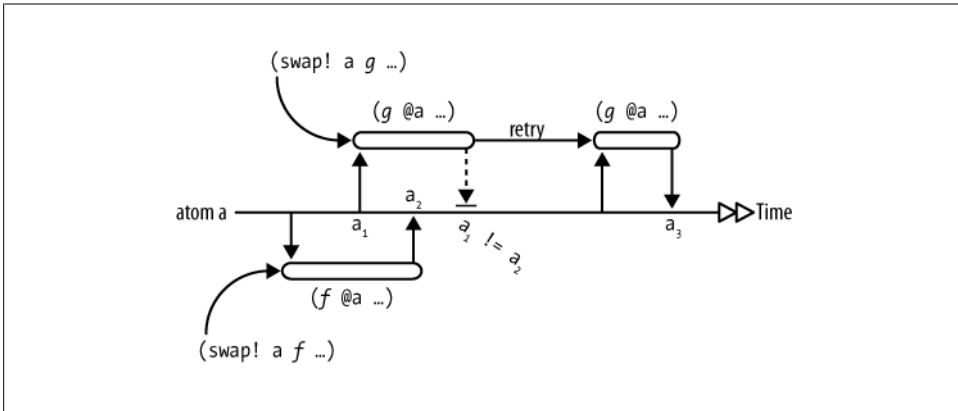 (swap! a g …)
(g @a …)
(g @a …)
retry
a₂
atom a
Time
a₁
a₁ != a₂
a₃
(f @a …)
(swap! a f …)